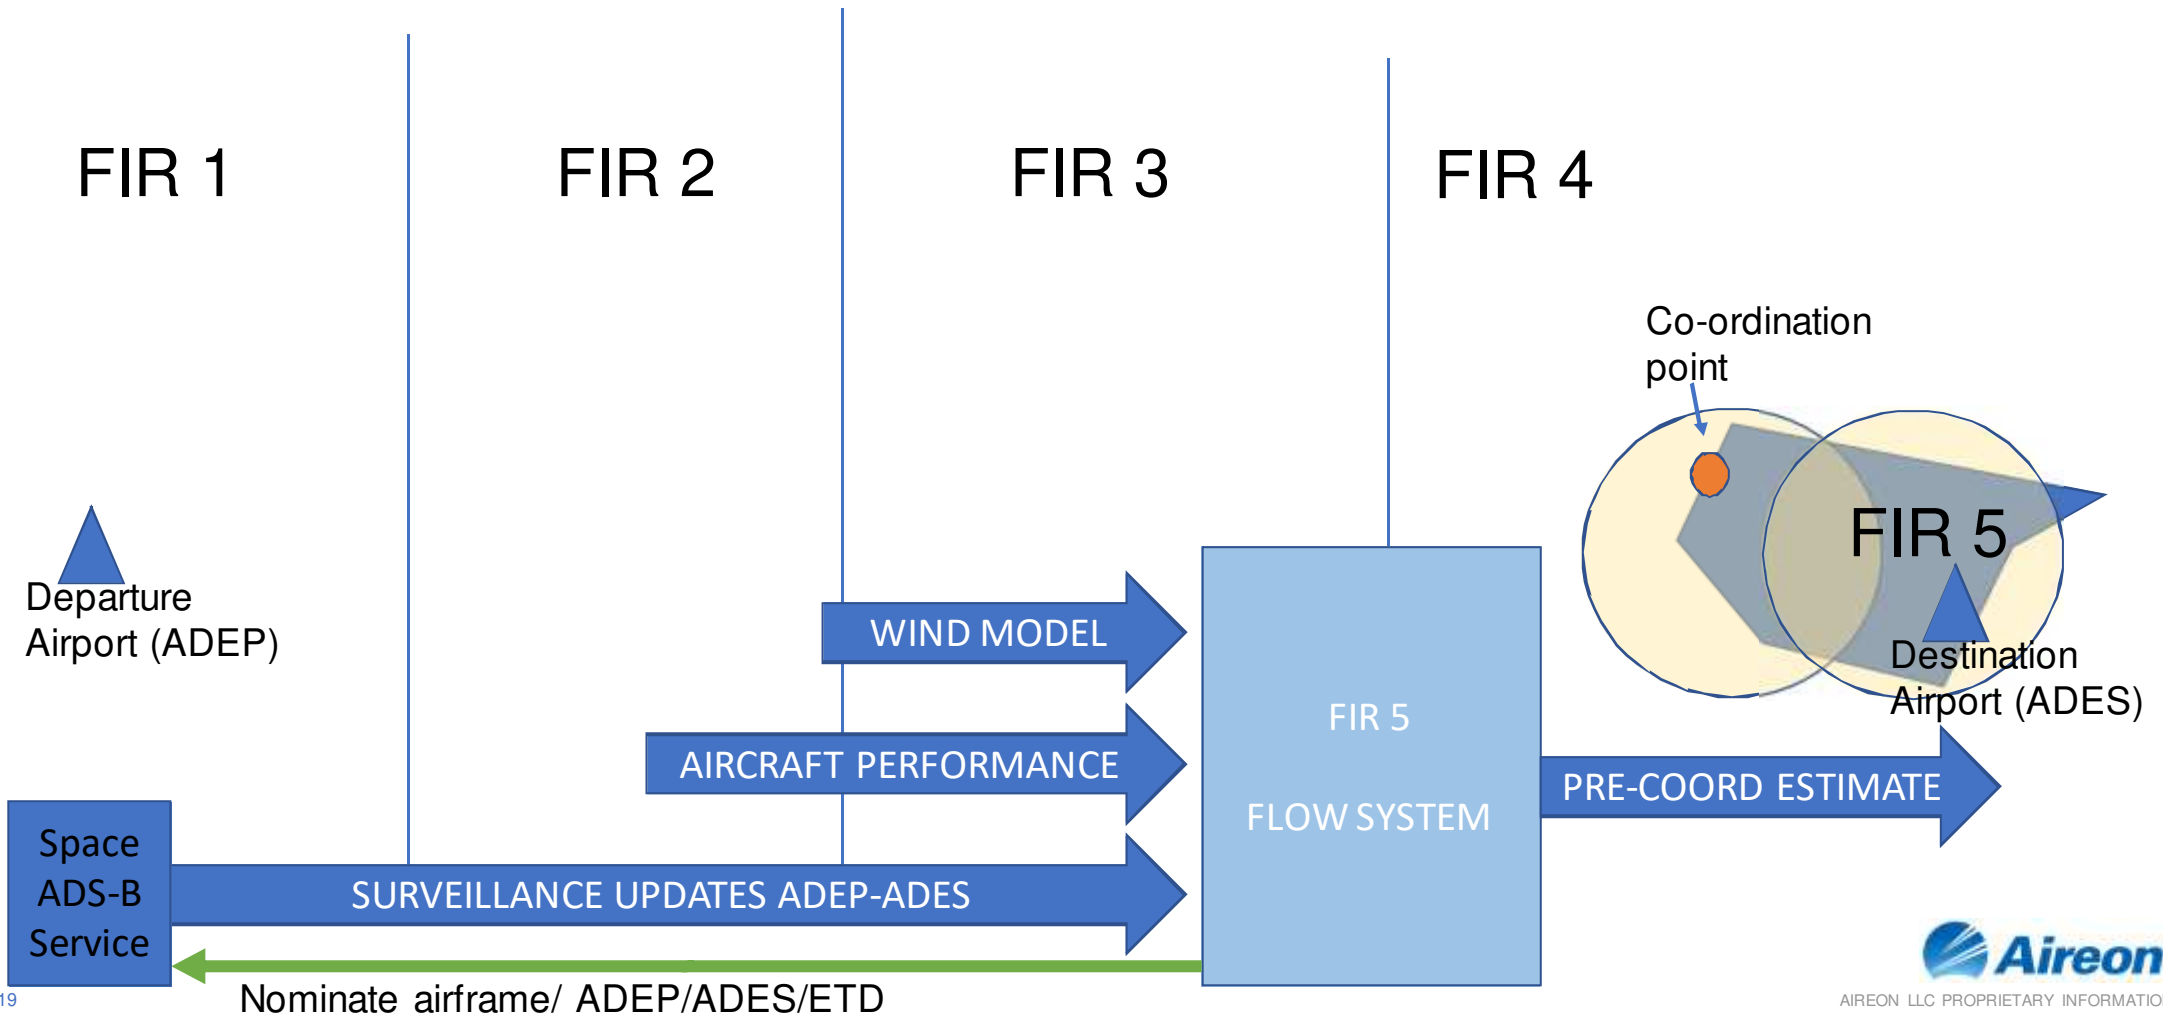 FIR 1
FIR 2
FIR 3
FIR 4
Co-ordination
point
FIR 5
Departure
Airport (ADEP)
WIND MODEL
Destination
Airport (ADES)
AIRCRAFT PERFORMANCE
FIR 5
FLOW SYSTEM
PRE-COORD ESTIMATE
Space
ADS-B
Service
SURVEILLANCE UPDATES ADEP-ADES
Nominate airframe/ ADEP/ADES/ETD
Aireon
19
AIREON LLC PROPRIETARY INFORMATIO